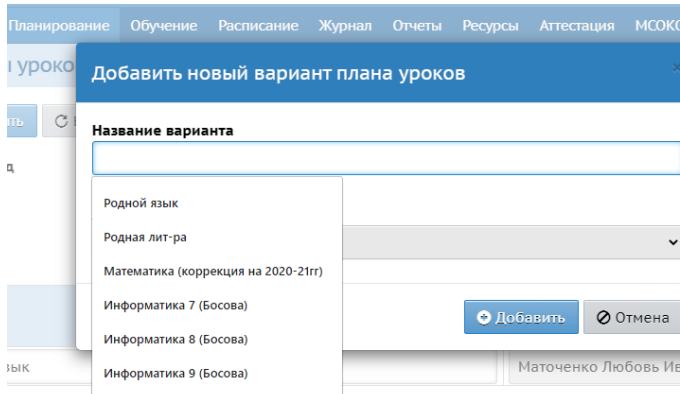 Планирование Обучение Расписание Журнал Отчеты Ресурсы Аттестация МСОКО
Добавить новый вариант плана уроков
Название варианта
Родной язык
Родная лит-ра
Математика (коррекция на 2020-21гг)
Информатика 7 (Босова)
Добавить Отмена
Информатика 8 (Босова)
Маточенко Любовь
Информатика 9 (Босова)